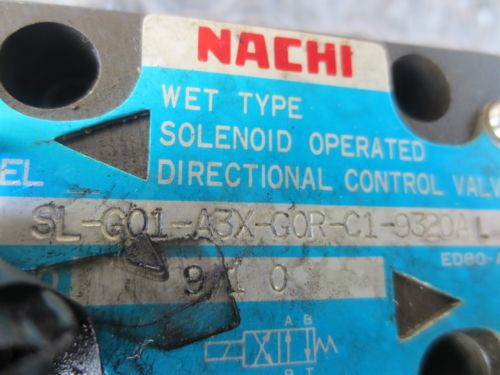 NACHI
WET TYPE
SOLENOID OPERATED
DIRECTIONAL CONTROL VALV
EL SL-G01-A3X-GOR-C1-9320A L
ED80-A
9 1 0
A B
P T